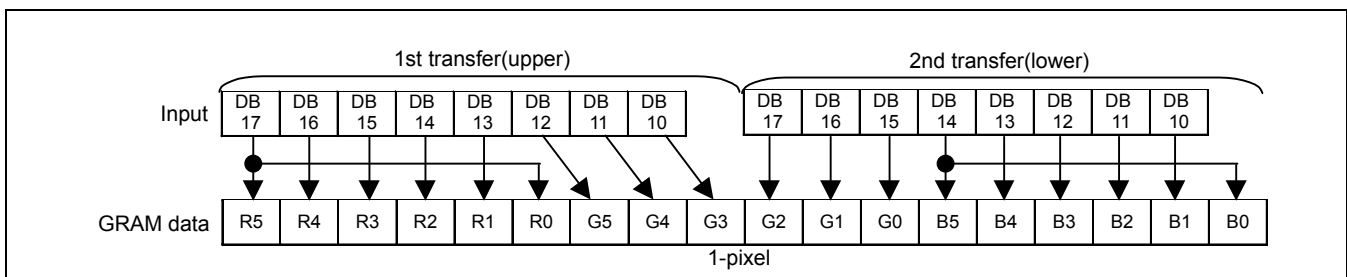 1st transfer(upper) 2nd transfer(lower)
Input DB 17 DB 16 DB 15 DB 14 DB 13 DB 12 DB 11 DB 10 DB 17 DB 16 DB 15 DB 14 DB 13 DB 12 DB 11 DB 10
GRAM data R5 R4 R3 R2 R1 R0 G5 G4 G3 G2 G1 G0 B5 B4 B3 B2 B1 B0
1-pixel